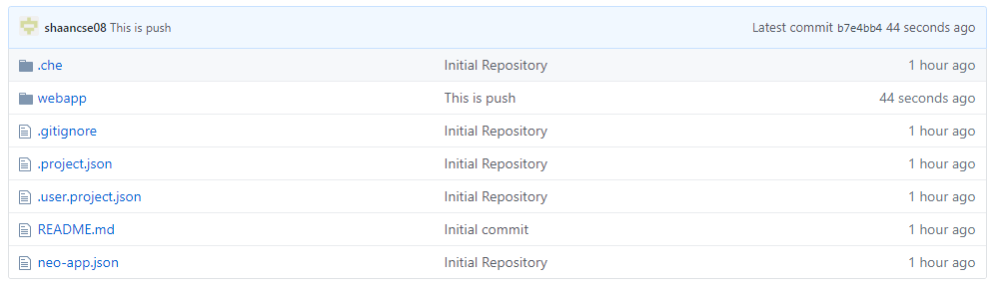 shaancse08 This is push Latest commit b7e4bb4 44 seconds ago
.che Initial Repository 1 hour ago
webapp This is push 44 seconds ago
.gitignore Initial Repository 1 hour ago
.project.json Initial Repository 1 hour ago
.user.project.json Initial Repository 1 hour ago
README.md Initial commit 1 hour ago
neo-app.json Initial Repository 1 hour ago